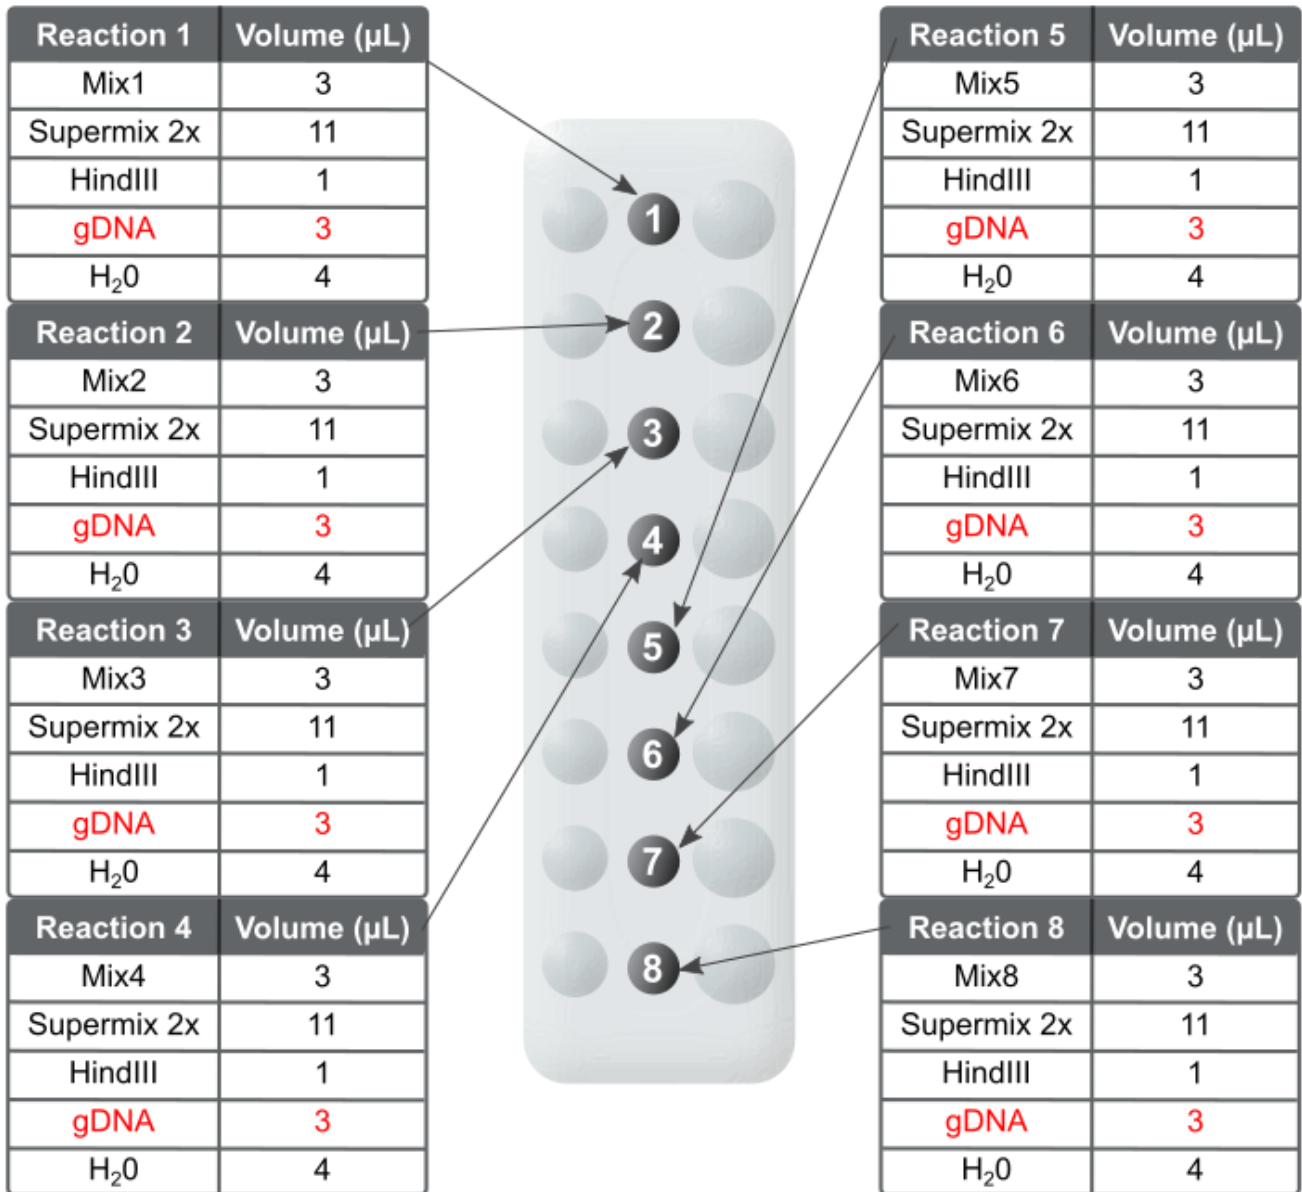 Reaction 1 Volume (µL)
Mix1 3
Supermix 2x 11
HindIII 1
gDNA 3
H₂0 4
Reaction 2 Volume (µL)
Mix2 3
Supermix 2x 11
HindIII 1
gDNA 3
H₂0 4
Reaction 3 Volume (µL)
Mix3 3
Supermix 2x 11
HindIII 1
gDNA 3
H₂0 4
Reaction 4 Volume (µL)
Mix4 3
Supermix 2x 11
HindIII 1
gDNA 3
H₂0 4
1
2
3
4
5
6
7
8
Reaction 5 Volume (µL)
Mix5 3
Supermix 2x 11
HindIII 1
gDNA 3
H₂0 4
Reaction 6 Volume (µL)
Mix6 3
Supermix 2x 11
HindIII 1
gDNA 3
H₂0 4
Reaction 7 Volume (µL)
Mix7 3
Supermix 2x 11
HindIII 1
gDNA 3
H₂0 4
Reaction 8 Volume (µL)
Mix8 3
Supermix 2x 11
HindIII 1
gDNA 3
H₂0 4